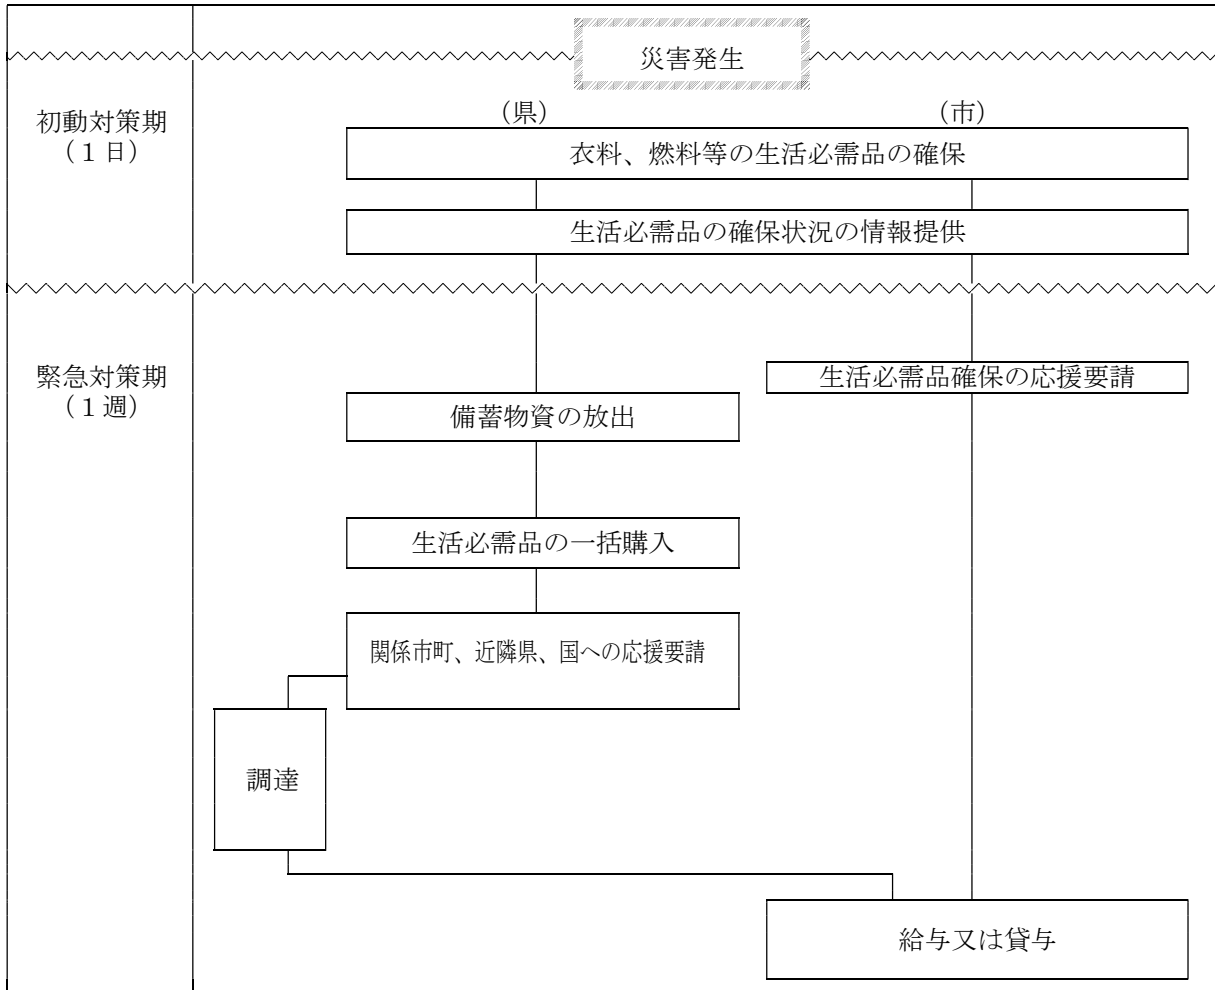 災害発生
初動対策期
（１日）
（県）
（市）
衣料、燃料等の生活必需品の確保
生活必需品の確保状況の情報提供
緊急対策期
（１週）
生活必需品確保の応援要請
備蓄物資の放出
生活必需品の一括購入
関係市町、近隣県、国への応援要請
調達
給与又は貸与